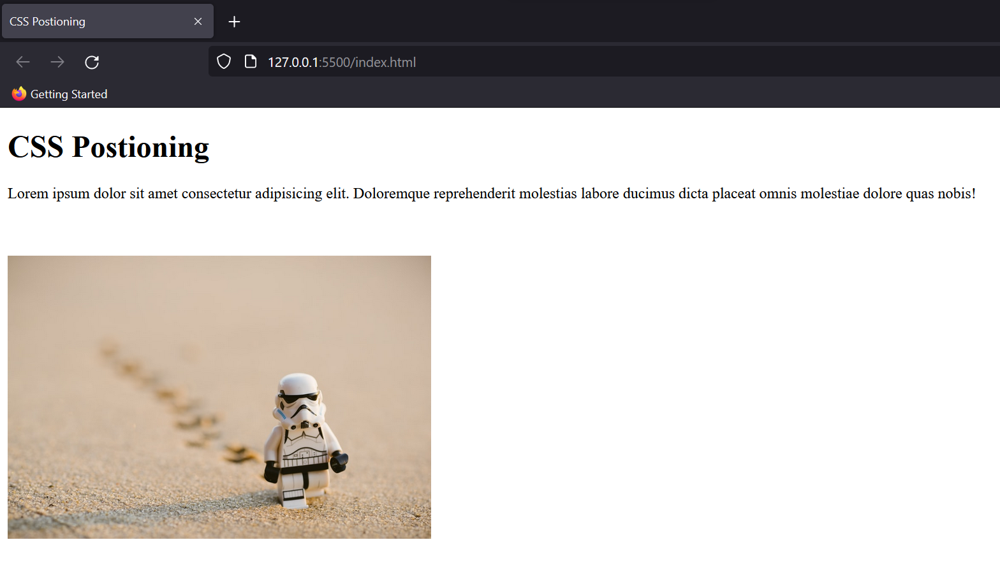 CSS Postioning
127.0.0.1:5500/index.html
Getting Started
CSS Postioning
Lorem ipsum dolor sit amet consectetur adipisicing elit. Doloremque reprehenderit molestias labore ducimus dicta placeat omnis molestiae dolore quas nobis!